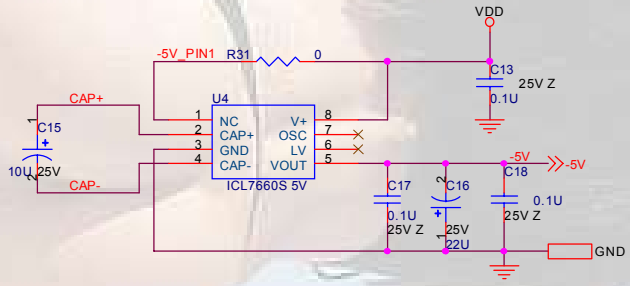 VDD
-5V_PIN1 R31 0
C13
25V Z
0.1U
CAP+
U4
1 NC V+ 8
2 CAP+ OSC 7
3 GND LV 6
4 CAP- VOUT 5
ICL7660S 5V
1
C15
10U 25V
2
CAP-
-5V
-5V
C17
0.1U
25V Z
2
C16
1
25V
22U
C18
0.1U
25V Z
GND